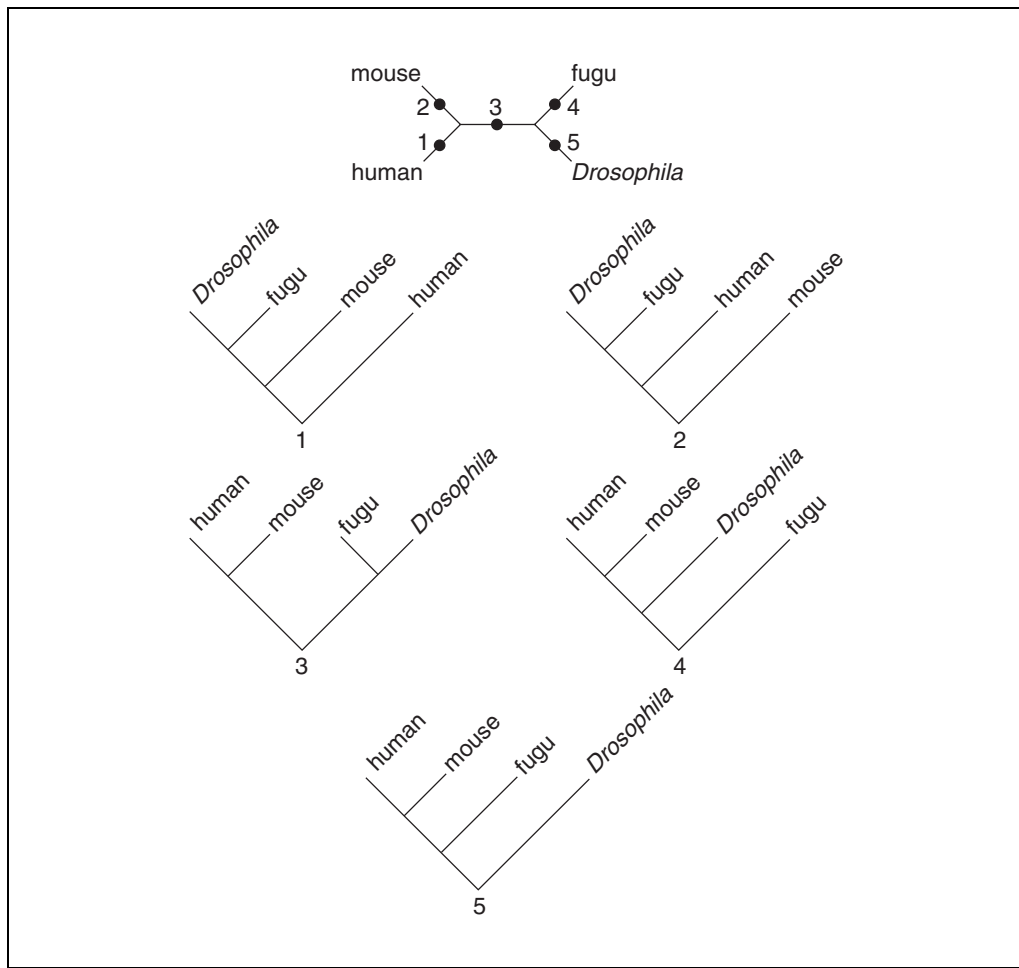 mouse fugu
2 3 4
1 5
human Drosophila
Drosophila fugu mouse human
1
Drosophila fugu human mouse
2
human mouse fugu Drosophila
3
human mouse Drosophila fugu
4
human mouse fugu Drosophila
5